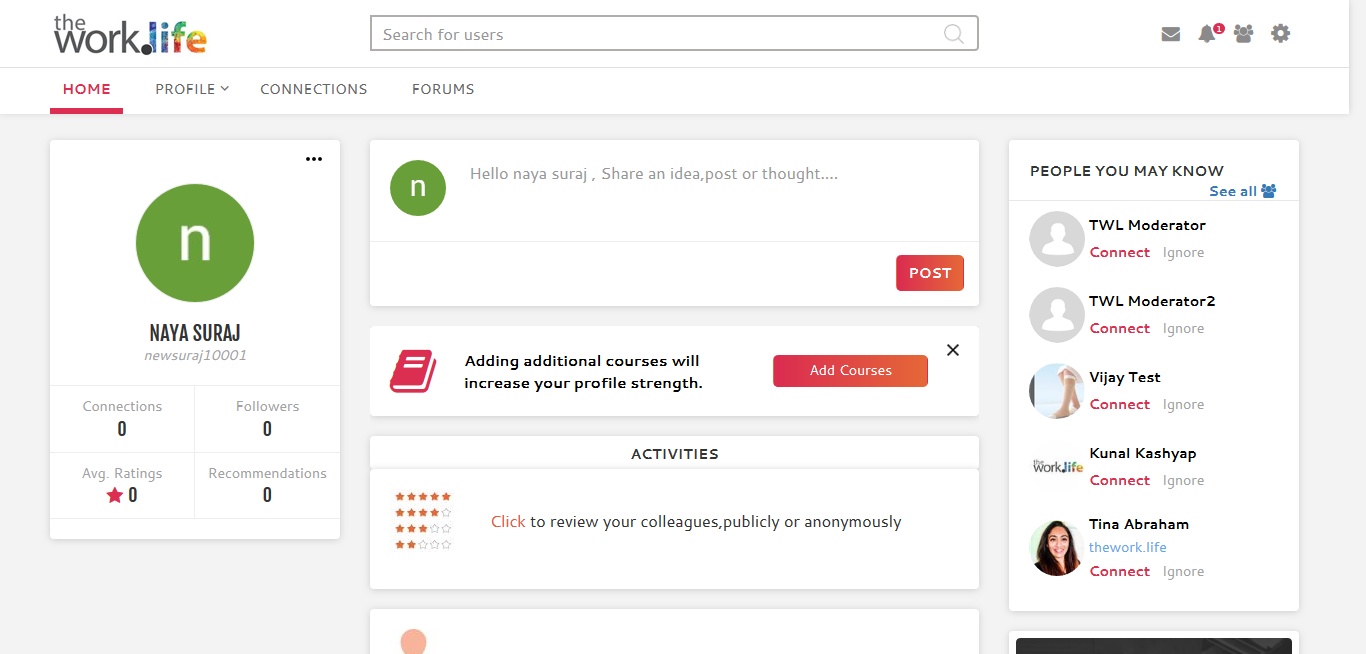 the
work.life
Search for users
1
HOME
PROFILE
CONNECTIONS
FORUMS
n
NAYA SURAJ
newsuraj10001
Connections
0
Followers
0
Avg. Ratings
0
Recommendations
0
n
Hello naya suraj , Share an idea,post or thought....
POST
Adding additional courses will
increase your profile strength.
Add Courses
ACTIVITIES
Click to review your colleagues,publicly or anonymously
PEOPLE YOU MAY KNOW
See all
TWL Moderator
Connect Ignore
TWL Moderator2
Connect Ignore
Vijay Test
Connect Ignore
the
work.life
Kunal Kashyap
Connect Ignore
Tina Abraham
thework.life
Connect Ignore